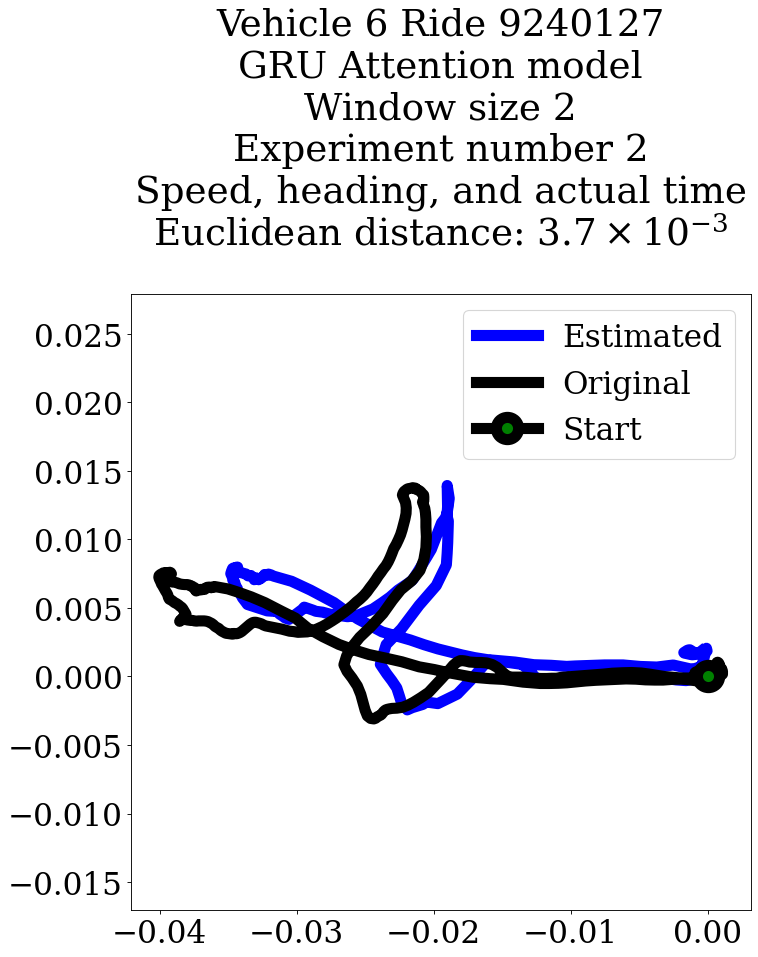 Vehicle 6 Ride 9240127
GRU Attention model
Window size 2
Experiment number 2
Speed, heading, and actual time
Euclidean distance: 3.7 × 10⁻³
Estimated
Original
Start
0.025
0.020
0.015
0.010
0.005
0.000
−0.005
−0.010
−0.015
−0.04 −0.03 −0.02 −0.01 0.00